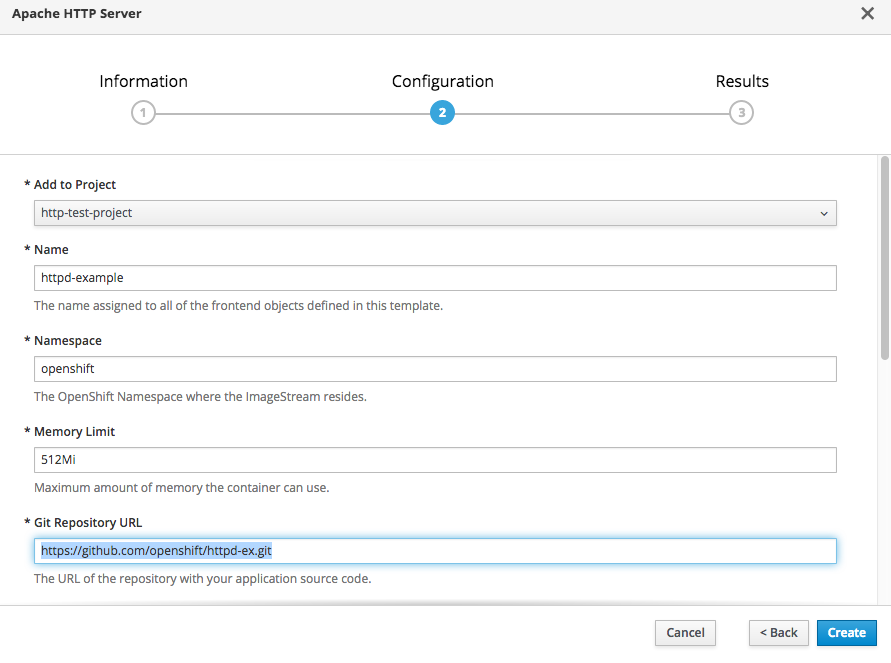 Apache HTTP Server
Information
Configuration
Results
1
2
3
* Add to Project
http-test-project
* Name
httpd-example
The name assigned to all of the frontend objects defined in this template.
* Namespace
openshift
The OpenShift Namespace where the ImageStream resides.
* Memory Limit
512Mi
Maximum amount of memory the container can use.
* Git Repository URL
https://github.com/openshift/httpd-ex.git
The URL of the repository with your application source code.
Cancel
< Back
Create